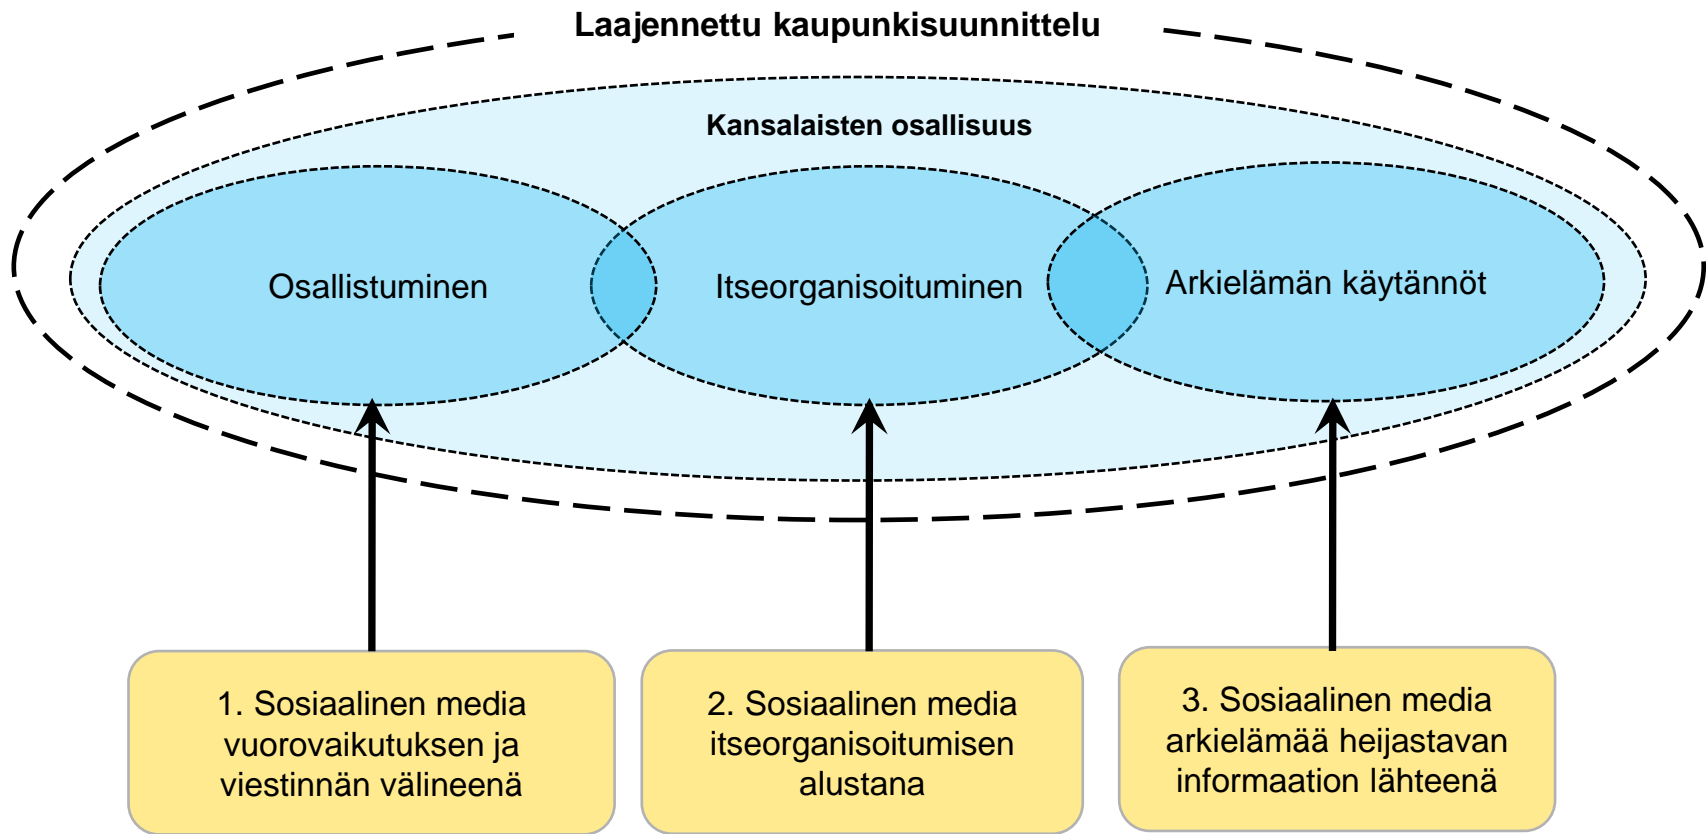 Laajennettu kaupunkisuunnittelu
Kansalaisten osallisuus
Osallistuminen
Itseorganisoituminen
Arkielämän käytännöt
1. Sosiaalinen media
vuorovaikutuksen ja
viestinnän välineenä
2. Sosiaalinen media
itseorganisoitumisen
alustana
3. Sosiaalinen media
arkielämää heijastavan
informaation lähteenä